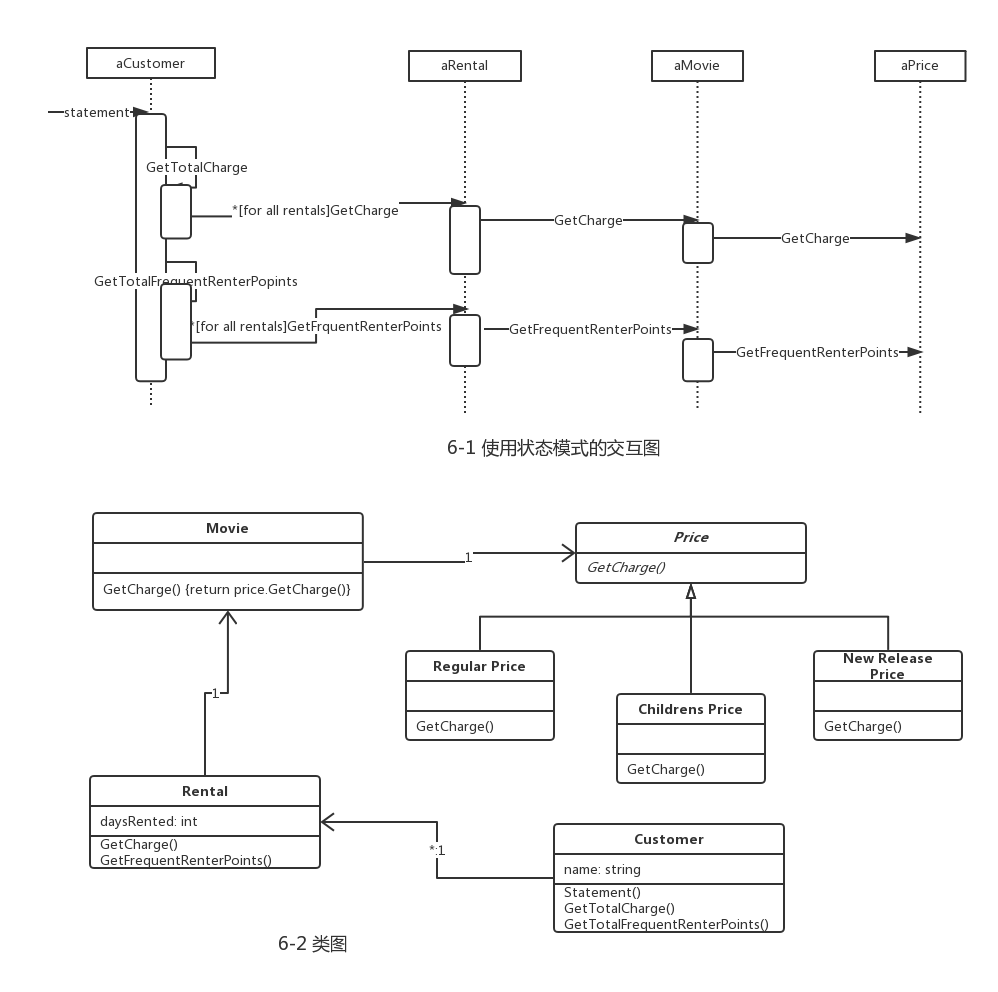 aCustomer
aRental
aMovie
aPrice
statement
GetTotalCharge
*[for all rentals]GetCharge
GetCharge
GetCharge
GetTotalFrequentRenterPopints
*[for all rentals]GetFrquentRenterPoints
GetFrequentRenterPoints
GetFrequentRenterPoints
6-1 使用状态模式的交互图
Movie
GetCharge() {return price.GetCharge()}
1
Price
GetCharge()
Regular Price
GetCharge()
Childrens Price
GetCharge()
New Release
Price
GetCharge()
1
Rental
daysRented: int
GetCharge()
GetFrequentRenterPoints()
*:1
Customer
name: string
Statement()
GetTotalCharge()
GetTotalFrequentRenterPoints()
6-2 类图